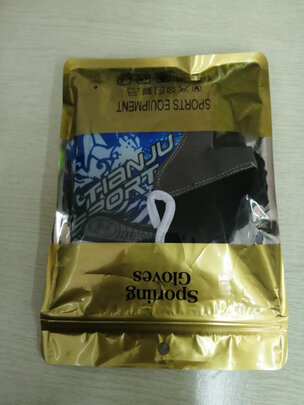 SPORTS EQUIPMENT
TIANJU
SPORT
Sporting
Gloves